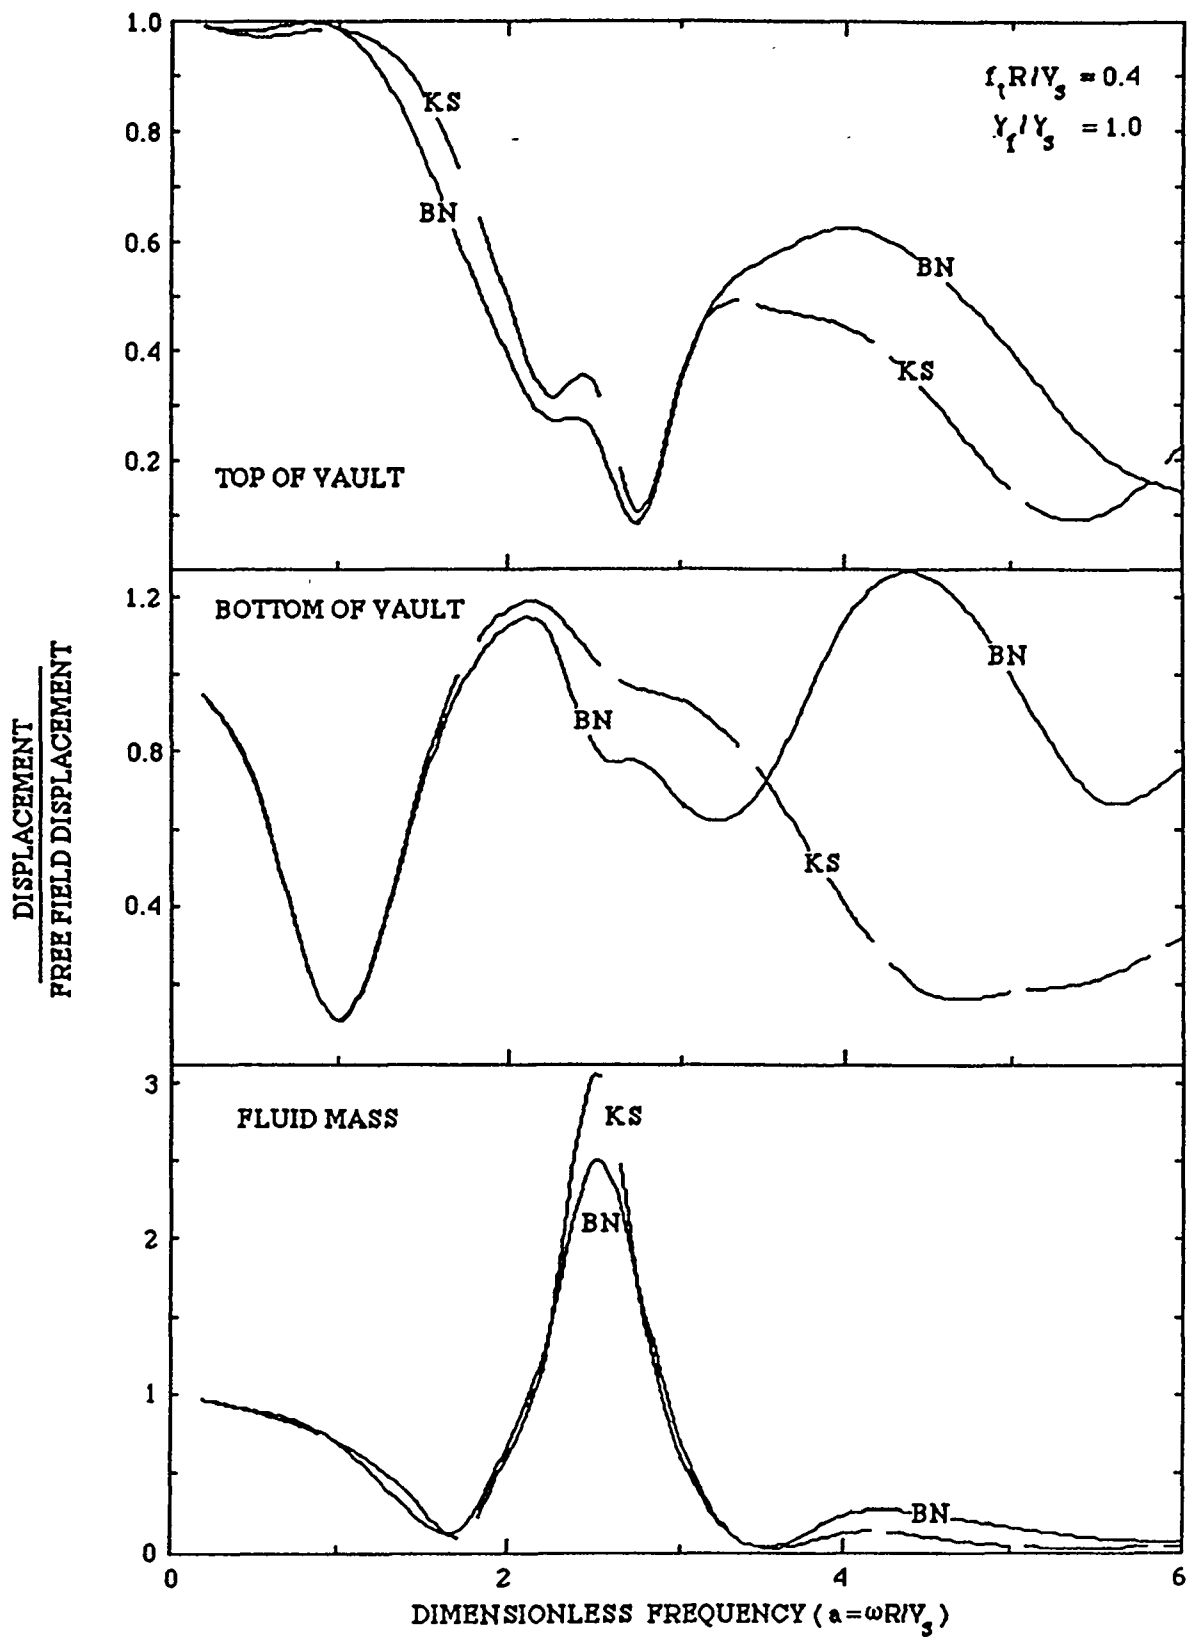 1.0
0.8
0.6
0.4
0.2
f_t R/V_s = 0.4
γ_f/γ_s = 1.0
KS
BN
BN
KS
TOP OF VAULT
1.2
0.8
0.4
BOTTOM OF VAULT
BN
BN
KS
DISPLACEMENT
FREE FIELD DISPLACEMENT
3
2
1
0
FLUID MASS
KS
BN
BN
0 2 4 6
DIMENSIONLESS FREQUENCY (a=ωR/V_s)